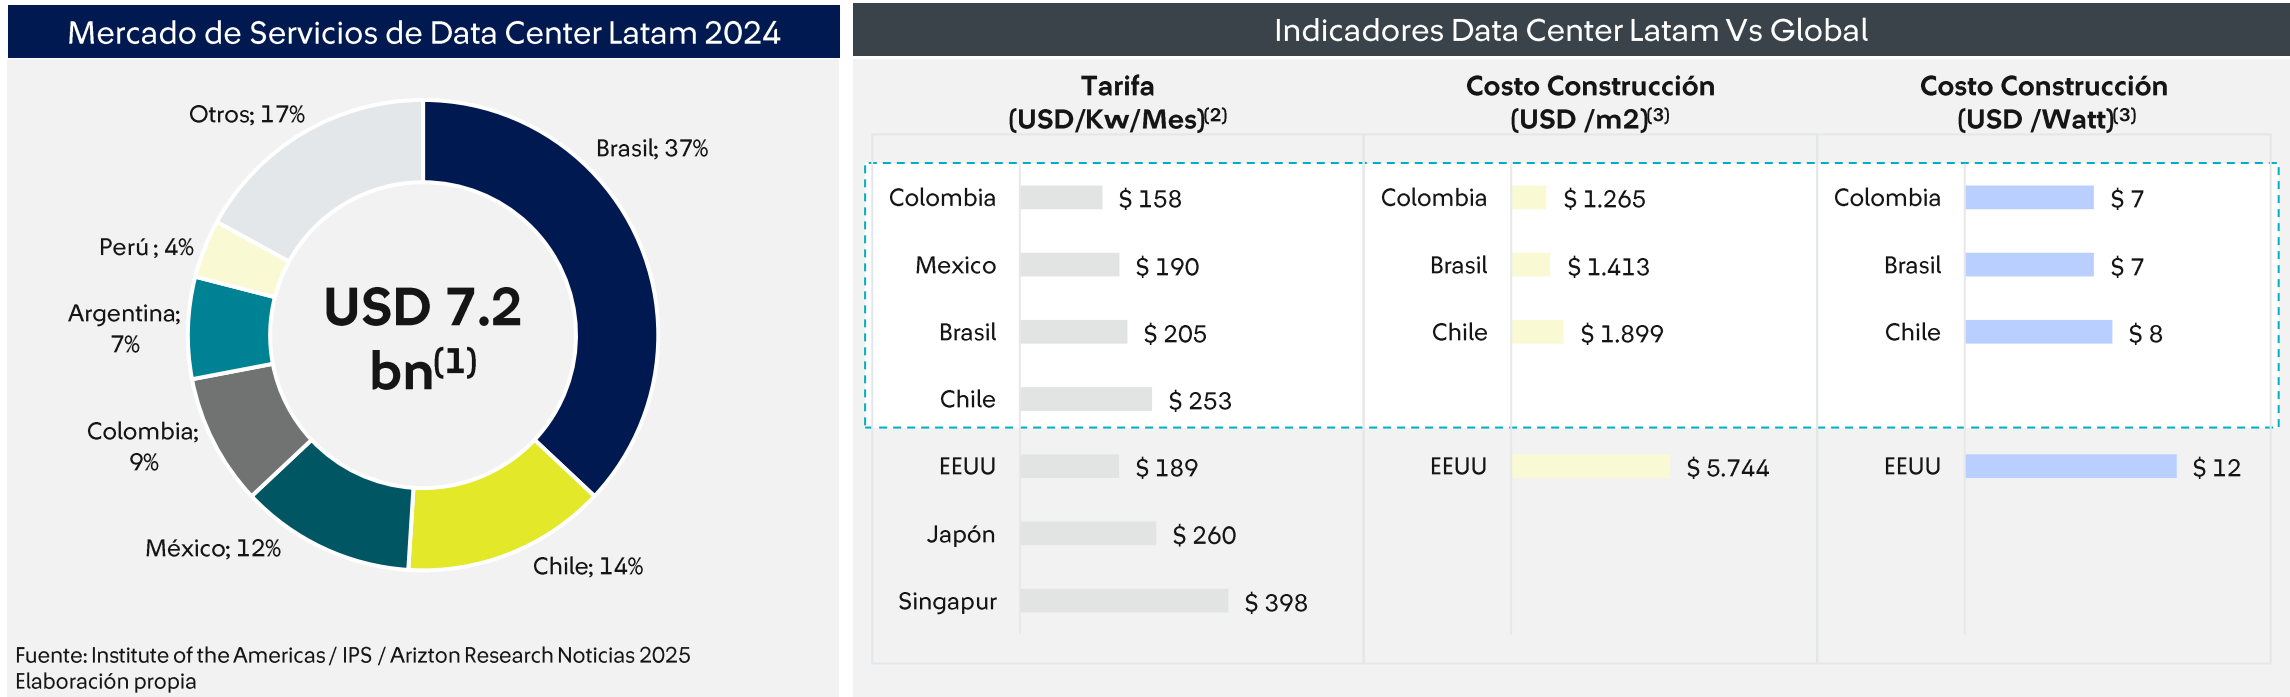 Mercado de Servicios de Data Center Latam 2024
Otros; 17%
Brasil; 37%
Perú ; 4%
Argentina;
7%
USD 7.2
bn(1)
Colombia;
9%
México; 12%
Chile; 14%
Fuente: Institute of the Americas / IPS / Arizton Research Noticias 2025
Elaboración propia
Indicadores Data Center Latam Vs Global
Tarifa
(USD/Kw/Mes)(2)
Colombia $ 158
Mexico $ 190
Brasil $ 205
Chile $ 253
EEUU $ 189
Japón $ 260
Singapur $ 398
Costo Construcción
(USD /m2)(3)
Colombia $ 1.265
Brasil $ 1.413
Chile $ 1.899
EEUU $ 5.744
Costo Construcción
(USD /Watt)(3)
Colombia $ 7
Brasil $ 7
Chile $ 8
EEUU $ 12